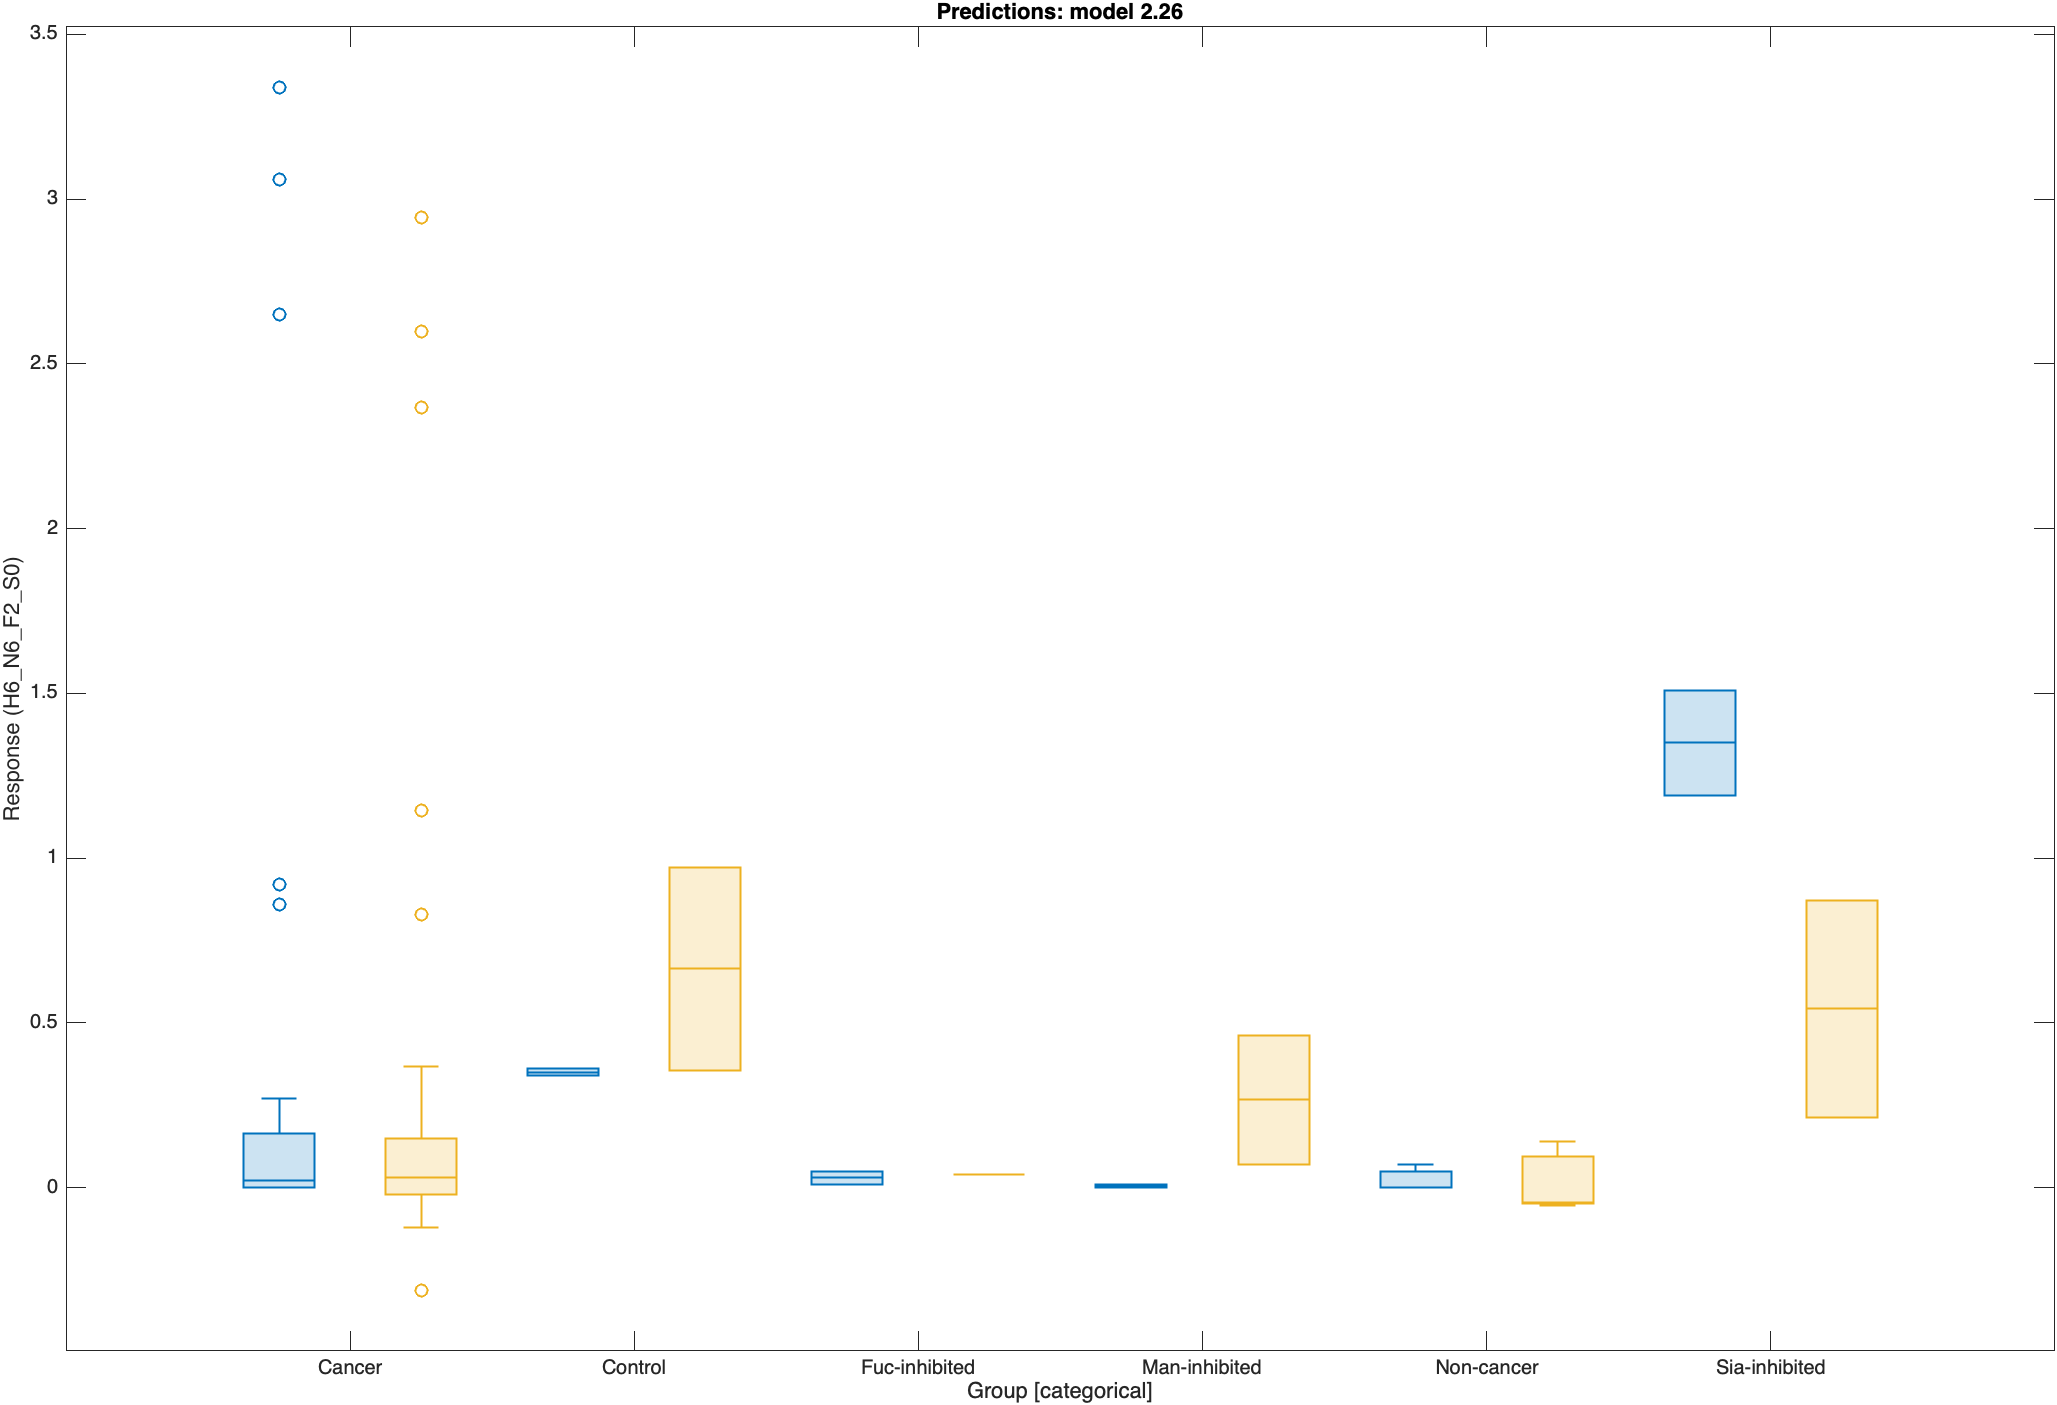 Predictions: model 2.26
3.5
3
2.5
2
1.5
1
0.5
0
Response (H6_N6_F2_S0)
Cancer
Control
Fuc-inhibited
Man-inhibited
Non-cancer
Sia-inhibited
Group [categorical]